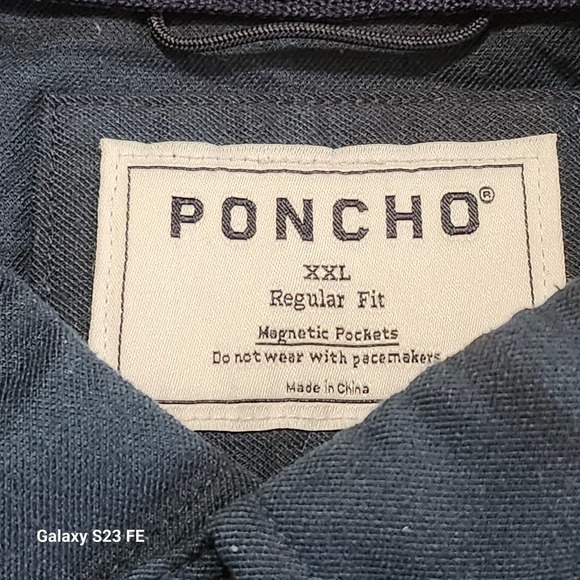 PONCHO®
XXL
Regular Fit
Magnetic Pockets
Do not wear with pacemakers
Made in China
Galaxy S23 FE